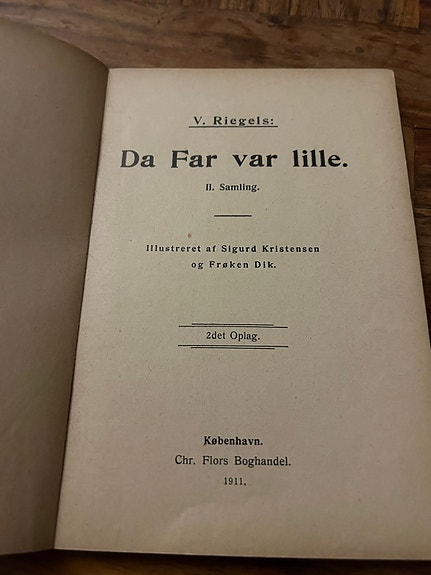 V. Riegels:
Da Far var lille.
II. Samling.
Illustreret af Sigurd Kristensen
og Frøken Dik.
2det Oplag.
København.
Chr. Flors Boghandel.
1911.